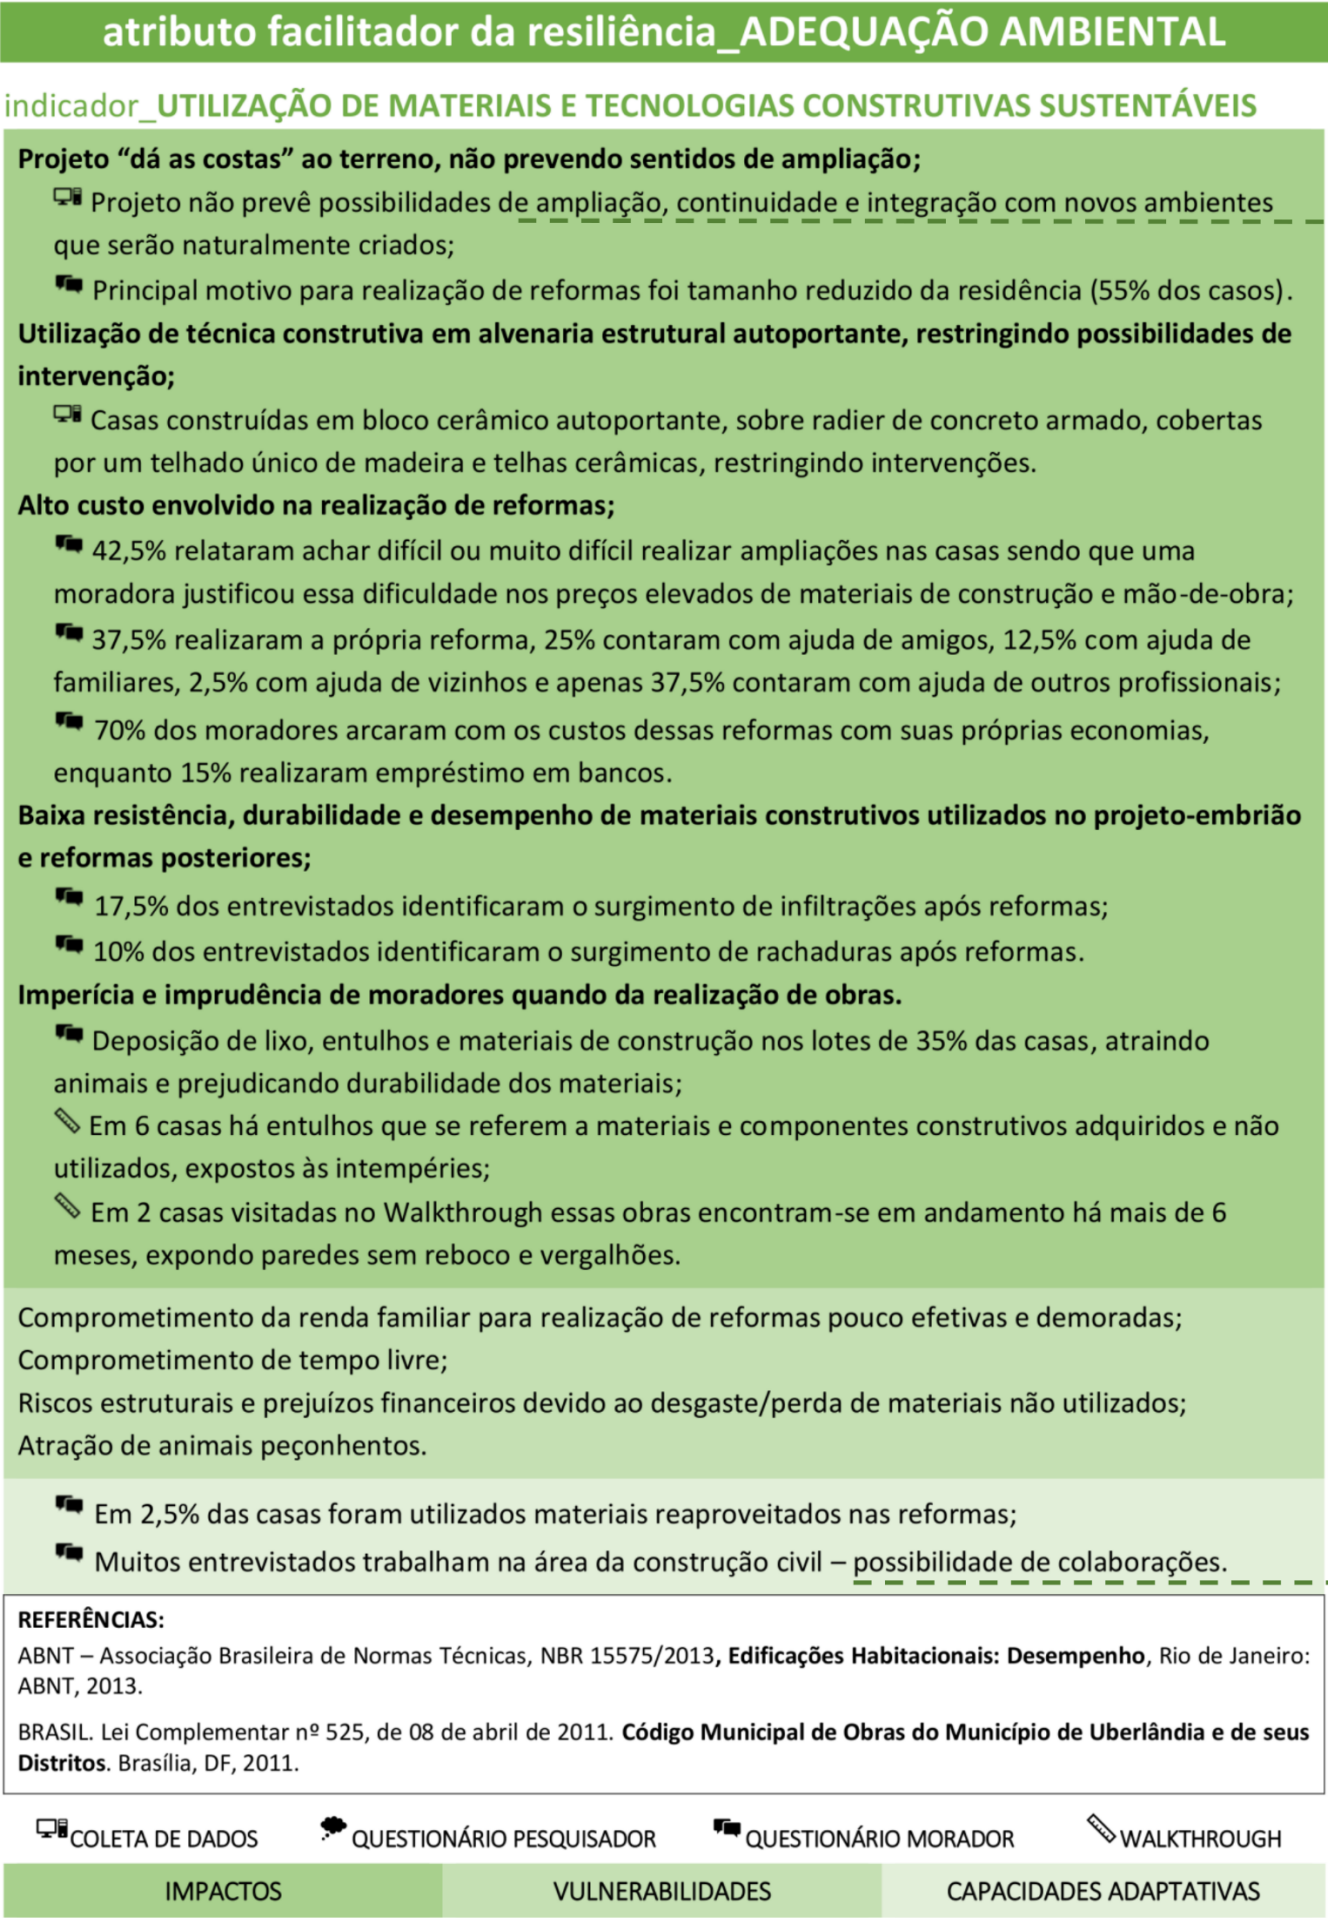 atributo facilitador da resiliência_ADEQUAÇÃO AMBIENTAL
indicador_UTILIZAÇÃO DE MATERIAIS E TECNOLOGIAS CONSTRUTIVAS SUSTENTÁVEIS
Projeto “dá as costas” ao terreno, não prevendo sentidos de ampliação;
Projeto não prevê possibilidades de ampliação, continuidade e integração com novos ambientes
que serão naturalmente criados;
Principal motivo para realização de reformas foi tamanho reduzido da residência (55% dos casos).
Utilização de técnica construtiva em alvenaria estrutural autoportante, restringindo possibilidades de
intervenção;
Casas construídas em bloco cerâmico autoportante, sobre radier de concreto armado, cobertas
por um telhado único de madeira e telhas cerâmicas, restringindo intervenções.
Alto custo envolvido na realização de reformas;
42,5% relataram achar difícil ou muito difícil realizar ampliações nas casas sendo que uma
moradora justificou essa dificuldade nos preços elevados de materiais de construção e mão-de-obra;
37,5% realizaram a própria reforma, 25% contaram com ajuda de amigos, 12,5% com ajuda de
familiares, 2,5% com ajuda de vizinhos e apenas 37,5% contaram com ajuda de outros profissionais;
70% dos moradores arcaram com os custos dessas reformas com suas próprias economias,
enquanto 15% realizaram empréstimo em bancos.
Baixa resistência, durabilidade e desempenho de materiais construtivos utilizados no projeto-embrião
e reformas posteriores;
17,5% dos entrevistados identificaram o surgimento de infiltrações após reformas;
10% dos entrevistados identificaram o surgimento de rachaduras após reformas.
Imperícia e imprudência de moradores quando da realização de obras.
Deposição de lixo, entulhos e materiais de construção nos lotes de 35% das casas, atraindo
animais e prejudicando durabilidade dos materiais;
Em 6 casas há entulhos que se referem a materiais e componentes construtivos adquiridos e não
utilizados, expostos às intempéries;
Em 2 casas visitadas no Walkthrough essas obras encontram-se em andamento há mais de 6
meses, expondo paredes sem reboco e vergalhões.
Comprometimento da renda familiar para realização de reformas pouco efetivas e demoradas;
Comprometimento de tempo livre;
Riscos estruturais e prejuízos financeiros devido ao desgaste/perda de materiais não utilizados;
Atração de animais peçonhentos.
Em 2,5% das casas foram utilizados materiais reaproveitados nas reformas;
Muitos entrevistados trabalham na área da construção civil – possibilidade de colaborações.
REFERÊNCIAS:
ABNT – Associação Brasileira de Normas Técnicas, NBR 15575/2013, Edificações Habitacionais: Desempenho, Rio de Janeiro:
ABNT, 2013.
BRASIL. Lei Complementar nº 525, de 08 de abril de 2011. Código Municipal de Obras do Município de Uberlândia e de seus
Distritos. Brasília, DF, 2011.
COLETA DE DADOS QUESTIONÁRIO PESQUISADOR QUESTIONÁRIO MORADOR WALKTHROUGH
IMPACTOS VULNERABILIDADES CAPACIDADES ADAPTATIVAS